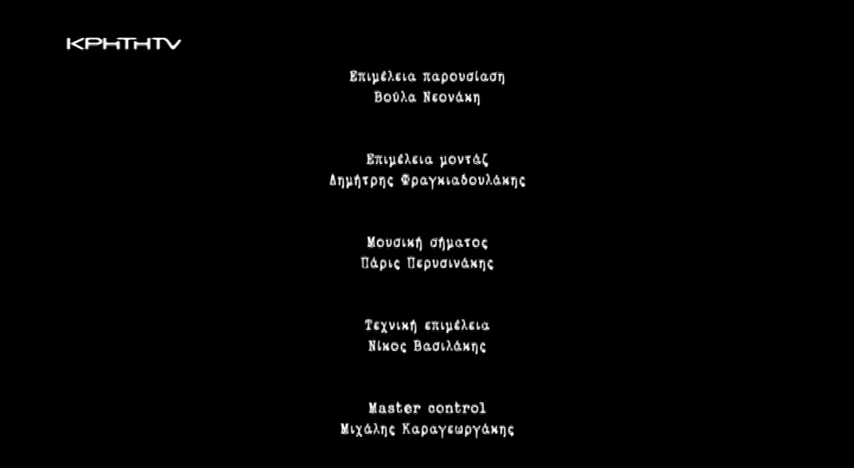 ΚΡΗΤΗTV
Επιμέλεια παρουσίαση
Βούλα Νεονάκη
Επιμέλεια μοντάζ
Δημήτρης Φραγκιαδουλάκης
Μουσική σήματος
Πάρις Περυσινάκης
Τεχνική επιμέλεια
Νίκος Βασιλάκης
Master control
Μιχάλης Καραγεωργάκης